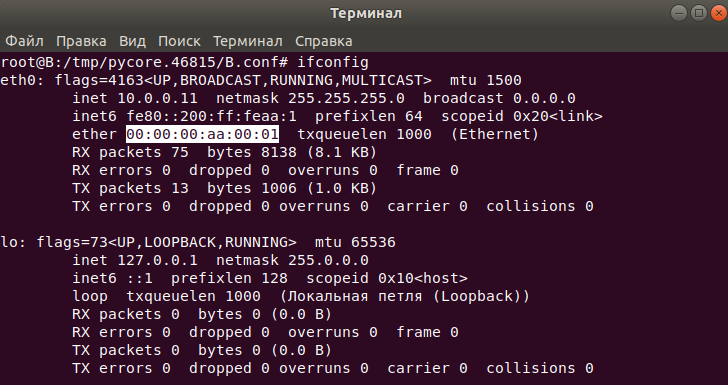 Терминал
Файл Правка Вид Поиск Терминал Справка
root@B:/tmp/pycore.46815/B.conf# ifconfig
eth0: flags=4163<UP,BROADCAST,RUNNING,MULTICAST>  mtu 1500
        inet 10.0.0.11  netmask 255.255.255.0  broadcast 0.0.0.0
        inet6 fe80::200:ff:feaa:1  prefixlen 64  scopeid 0x20<link>
        ether 00:00:00:aa:00:01  txqueuelen 1000  (Ethernet)
        RX packets 75  bytes 8138 (8.1 KB)
        RX errors 0  dropped 0  overruns 0  frame 0
        TX packets 13  bytes 1006 (1.0 KB)
        TX errors 0  dropped 0 overruns 0  carrier 0  collisions 0

lo: flags=73<UP,LOOPBACK,RUNNING>  mtu 65536
        inet 127.0.0.1  netmask 255.0.0.0
        inet6 ::1  prefixlen 128  scopeid 0x10<host>
        loop  txqueuelen 1000  (Локальная петля (Loopback))
        RX packets 0  bytes 0 (0.0 B)
        RX errors 0  dropped 0  overruns 0  frame 0
        TX packets 0  bytes 0 (0.0 B)
        TX errors 0  dropped 0 overruns 0  carrier 0  collisions 0